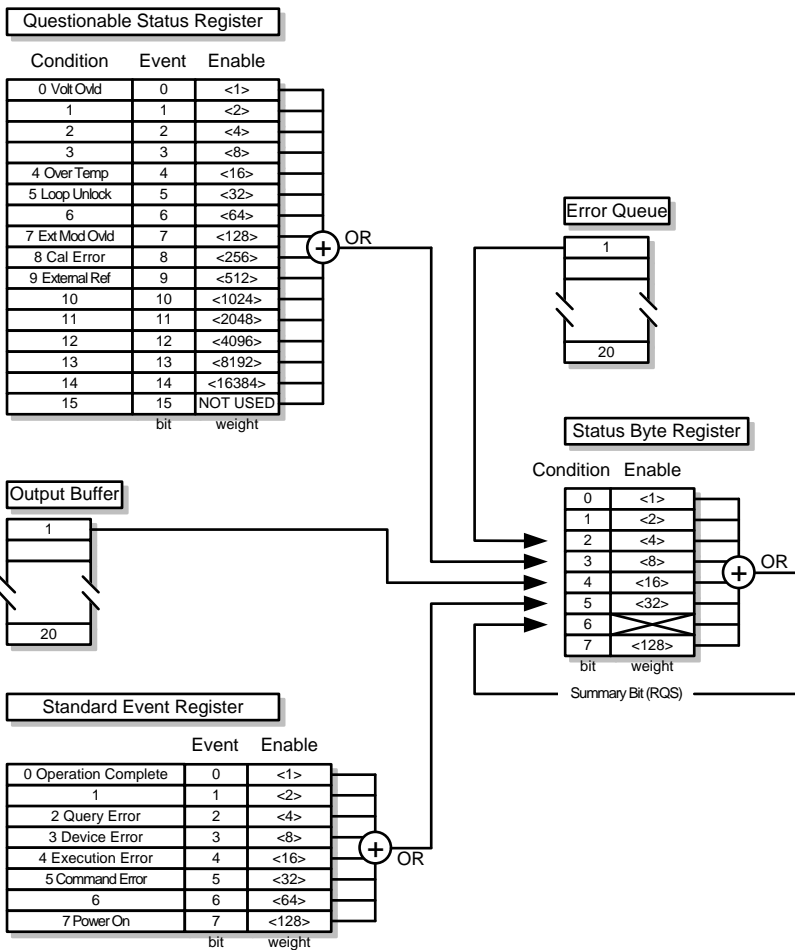 Questionable Status Register
Condition Event Enable
0 Volt Ovld 0 <1>
1 1 <2>
2 2 <4>
3 3 <8>
4 Over Temp 4 <16>
5 Loop Unlock 5 <32>
6 6 <64>
7 Ext Mod Ovld 7 <128>
8 Cal Error 8 <256>
9 External Ref 9 <512>
10 10 <1024>
11 11 <2048>
12 12 <4096>
13 13 <8192>
14 14 <16384>
15 15 NOT USED
bit weight
+ OR
Error Queue
1
20
Output Buffer
1
20
Status Byte Register
Condition Enable
0 <1>
1 <2>
2 <4>
3 <8>
4 <16>
5 <32>
6
7 <128>
bit weight
+ OR
Summary Bit (RQS)
Standard Event Register
Event Enable
0 Operation Complete 0 <1>
1 1 <2>
2 Query Error 2 <4>
3 Device Error 3 <8>
4 Execution Error 4 <16>
5 Command Error 5 <32>
6 6 <64>
7 Power On 7 <128>
bit weight
+ OR